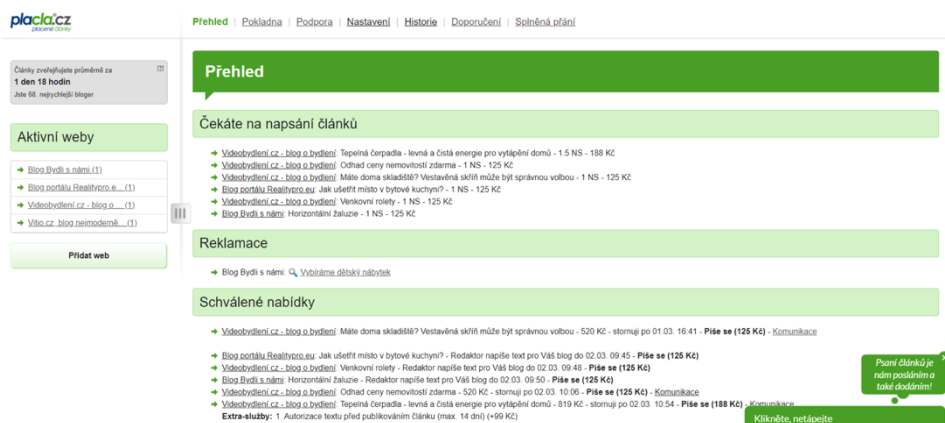 placla.cz
placené články
Přehled | Pokladna | Podpora | Nastavení | Historie | Doporučení | Splněná přání
Články zveřejňujete průměrně za
1 den 18 hodin
Jste 68. nejrychlejší bloger
Aktivní weby
Blog Bydli s námi (1)
Blog portálu Realitypro.e... (1)
Videobydlení.cz - blog o ... (1)
Vitio.cz, blog nejmoderně... (1)
Přidat web
Přehled
Čekáte na napsání článků
Videobydlení.cz - blog o bydlení: Tepelná čerpadla - levná a čistá energie pro vytápění domů - 1.5 NS - 188 Kč
Videobydlení.cz - blog o bydlení: Odhad ceny nemovitostí zdarma - 1 NS - 125 Kč
Videobydlení.cz - blog o bydlení: Máte doma skladiště? Vestavěná skříň může být správnou volbou - 1 NS - 125 Kč
Blog portálu Realitypro.eu: Jak ušetřit místo v bytové kuchyni? - 1 NS - 125 Kč
Videobydlení.cz - blog o bydlení: Venkovní rolety - 1 NS - 125 Kč
Blog Bydli s námi: Horizontální žaluzie - 1 NS - 125 Kč
Reklamace
Blog Bydli s námi: Vybíráme dětský nábytek
Schválené nabídky
Videobydlení.cz - blog o bydlení: Máte doma skladiště? Vestavěná skříň může být správnou volbou - 520 Kč - stornuji po 01.03. 16:41 - Píše se (125 Kč) - Komunikace
Blog portálu Realitypro.eu: Jak ušetřit místo v bytové kuchyni? - Redaktor napíše text pro Váš blog do 02.03. 09:45 - Píše se (125 Kč)
Videobydlení.cz - blog o bydlení: Venkovní rolety - Redaktor napíše text pro Váš blog do 02.03. 09:48 - Píše se (125 Kč)
Blog Bydli s námi: Horizontální žaluzie - Redaktor napíše text pro Váš blog do 02.03. 09:50 - Píše se (125 Kč)
Videobydlení.cz - blog o bydlení: Odhad ceny nemovitostí zdarma - 520 Kč - stornuji po 02.03. 10:06 - Píše se (125 Kč) - Komunikace
Videobydlení.cz - blog o bydlení: Tepelná čerpadla - levná a čistá energie pro vytápění domů - 819 Kč - stornuji po 02.03. 10:54 - Píše se (188 Kč) - Komunikace
Extra-služby: 1. Autorizace textu před publikováním článku (max. 14 dní) (+99 Kč)
Psaní článků je
nám posláním a
také dodáním!
Klikněte, netápejte